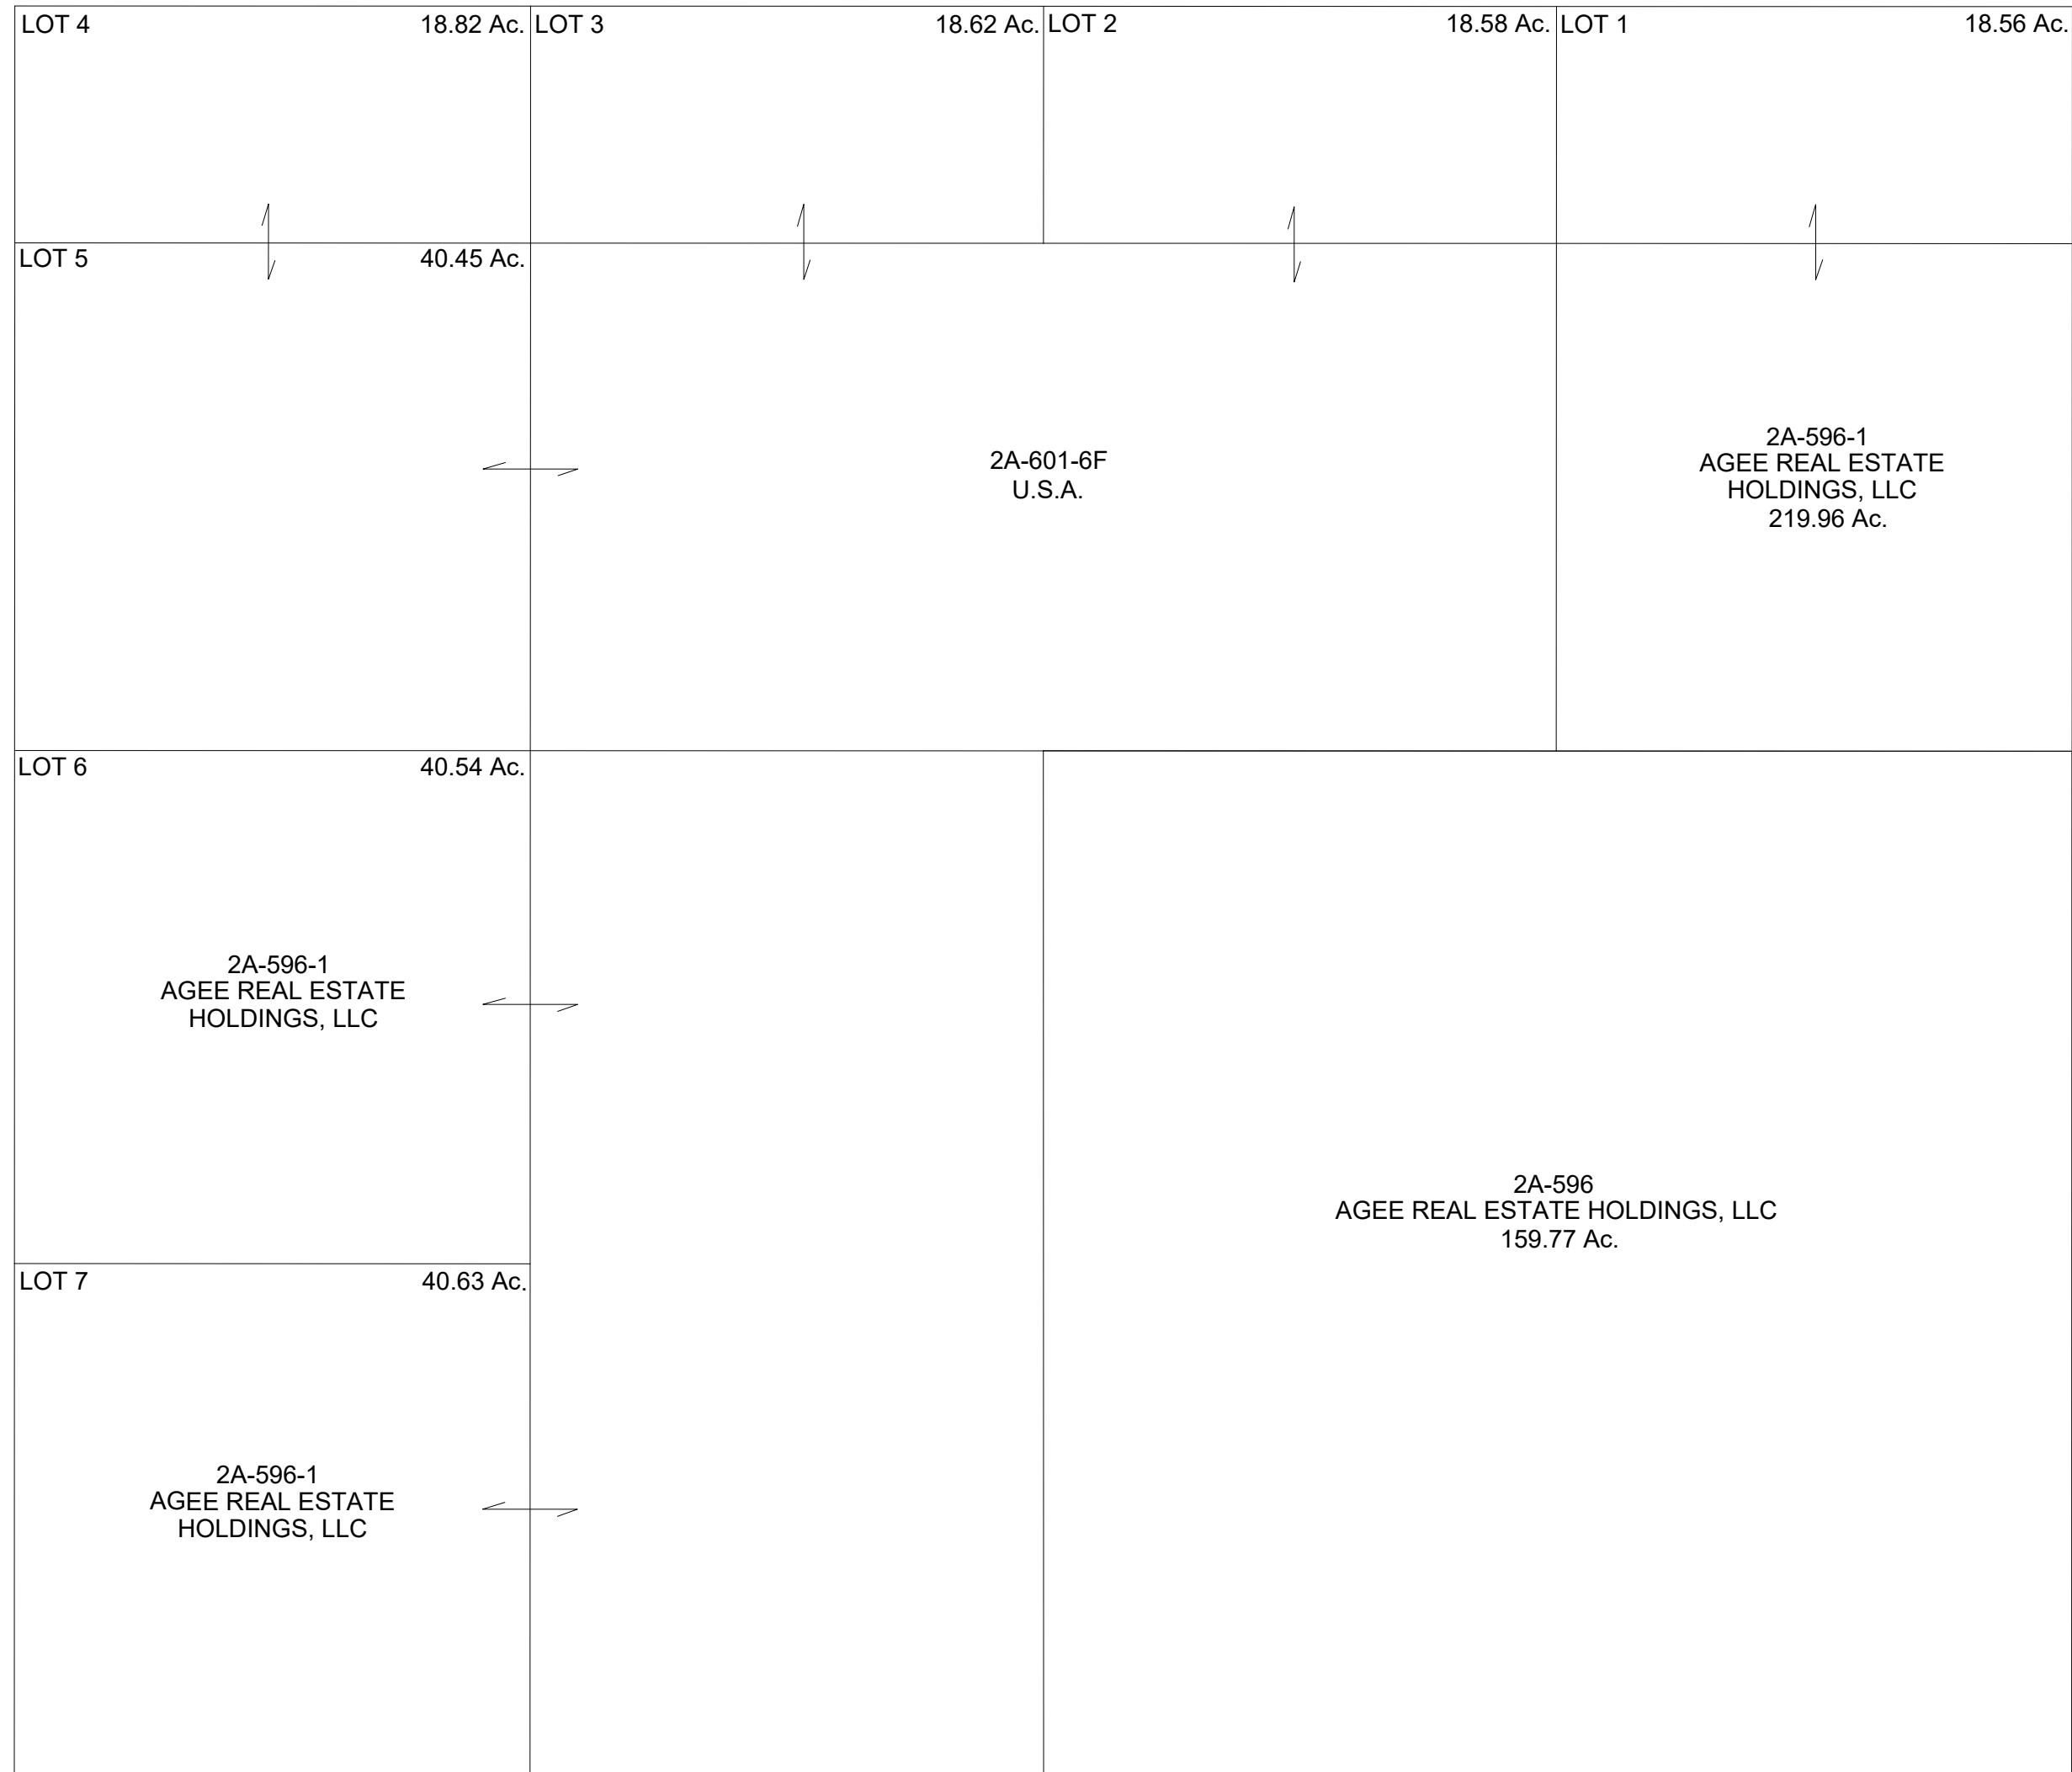 LOT 4 18.82 Ac. LOT 3 18.62 Ac. LOT 2 18.58 Ac. LOT 1 18.56 Ac.
LOT 5 40.45 Ac.
2A-601-6F
U.S.A.
2A-596-1
AGEE REAL ESTATE
HOLDINGS, LLC
219.96 Ac.
LOT 6 40.54 Ac.
2A-596-1
AGEE REAL ESTATE
HOLDINGS, LLC
2A-596
AGEE REAL ESTATE HOLDINGS, LLC
159.77 Ac.
LOT 7 40.63 Ac.
2A-596-1
AGEE REAL ESTATE
HOLDINGS, LLC